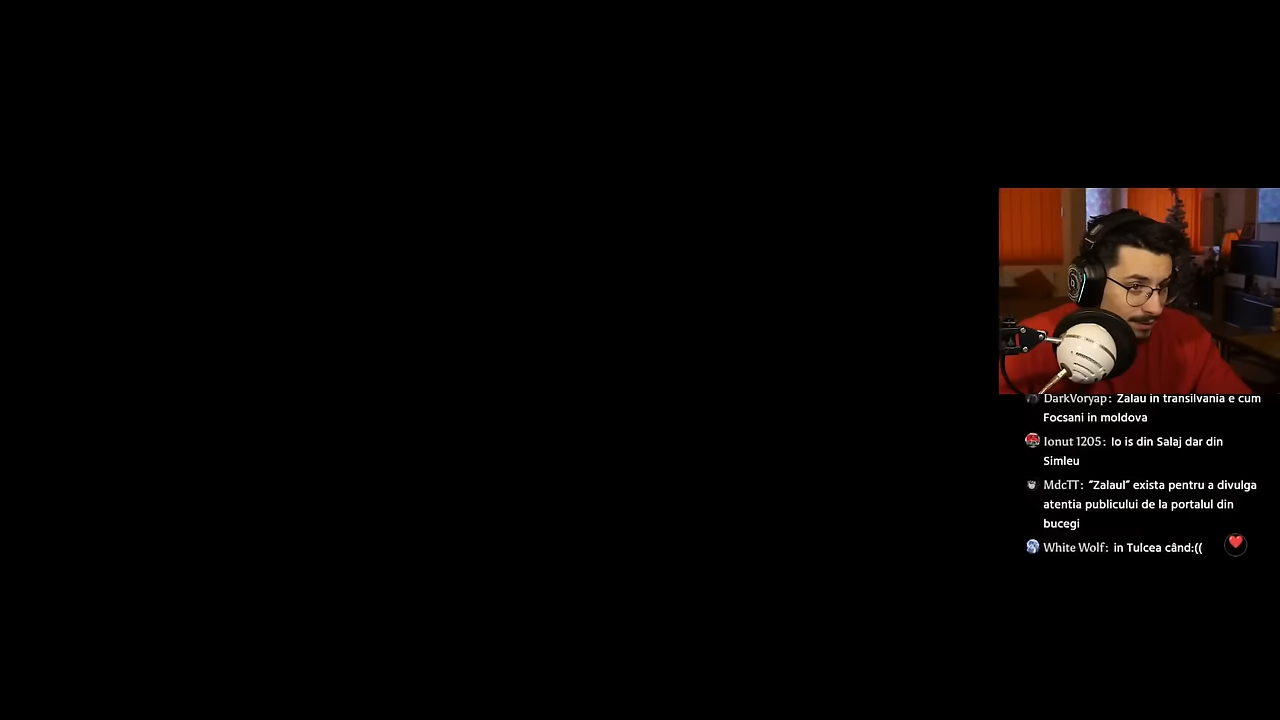 DarkVoryap: Zalau in transilvania e cum
Focsani in moldova
Ionut 1205: Io is din Salaj dar din
Simleu
MdcTT: “Zalaul” exista pentru a divulga
atentia publicului de la portalul din
bucegi
White Wolf: in Tulcea când:((